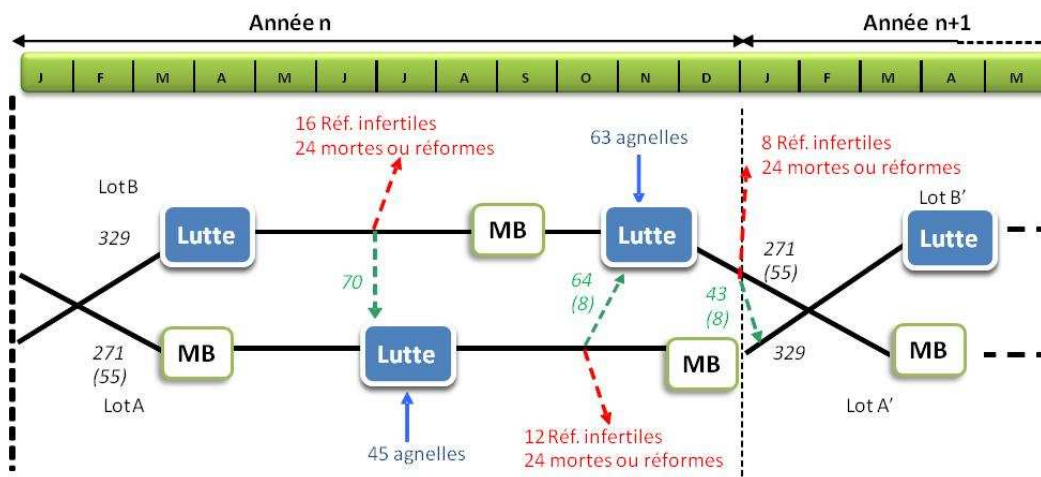 Année n
Année n+1
J F M A M J J A S O N D J F M A M
16 Réf. infertiles
24 mortes ou réformes
63 agnelles
8 Réf. infertiles
24 mortes ou réformes
Lot B
Lot B’
329
Lutte
MB
Lutte
271
(55)
Lutte
70
64
(8)
43
(8)
271
(55)
MB
Lutte
MB
329
MB
Lot A
Lot A’
45 agnelles
12 Réf. infertiles
24 mortes ou réformes